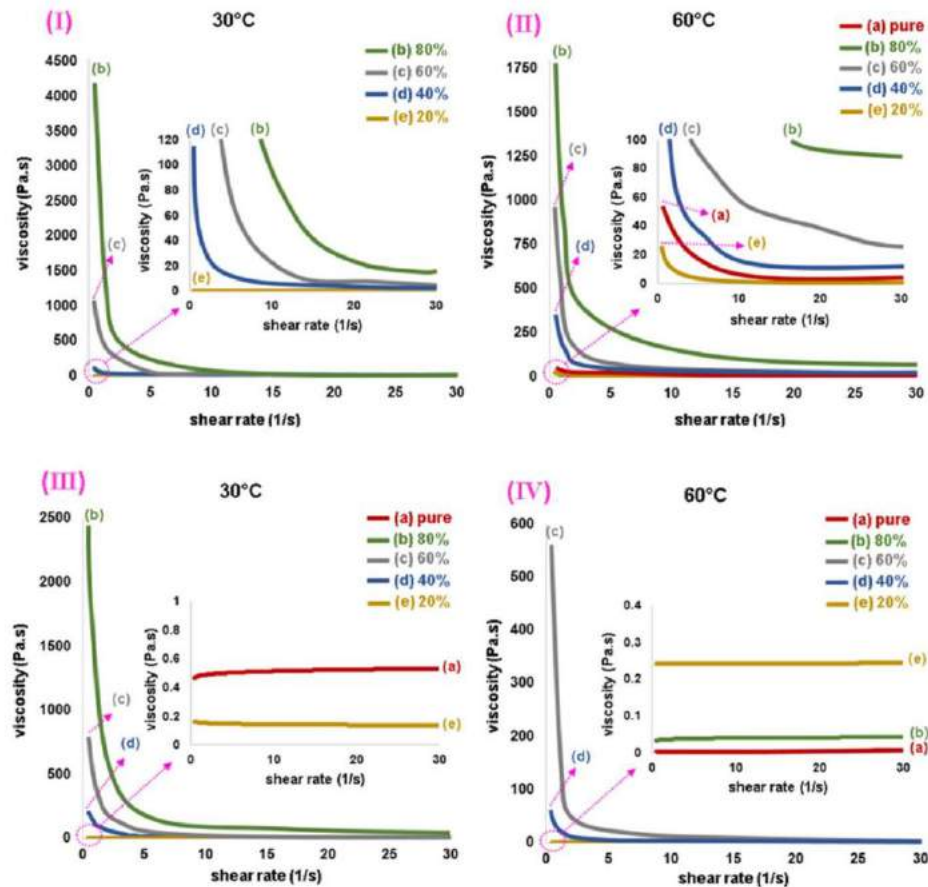 (I)
30°C
(b) 80%
(c) 60%
(d) 40%
(e) 20%
4500
4000
3500
3000
2500
2000
1500
1000
500
0
viscosity (Pa.s)
(b)
(c)
120
100
80
60
40
20
0
viscosity (Pa.s)
(d)
(c)
(b)
(e)
10
20
30
shear rate (1/s)
0
5
10
15
20
25
30
shear rate (1/s)
(II)
60°C
(a) pure
(b) 80%
(c) 60%
(d) 40%
(e) 20%
1750
1500
1250
1000
750
500
250
0
viscosity (Pa.s)
(b)
(c)
(d)
100
80
60
40
20
0
viscosity (Pa.s)
(d)
(c)
(b)
(a)
(e)
0
10
20
30
shear rate (1/s)
0
5
10
15
20
25
30
shear rate (1/s)
(III)
30°C
(a) pure
(b) 80%
(c) 60%
(d) 40%
(e) 20%
2500
2000
1500
1000
500
0
viscosity (Pa.s)
(b)
(c)
(d)
1
0.8
0.6
0.4
0.2
0
viscosity (Pa.s)
(a)
(e)
0
10
20
30
shear rate (1/s)
0
5
10
15
20
25
30
shear rate (1/s)
(IV)
60°C
(a) pure
(b) 80%
(c) 60%
(d) 40%
(e) 20%
600
500
400
300
200
100
0
viscosity (Pa.s)
(c)
(d)
0.4
0.3
0.2
0.1
0
viscosity (Pa.s)
(e)
(b)
(a)
0
10
20
30
shear rate (1/s)
0
5
10
15
20
25
30
shear rate (1/s)